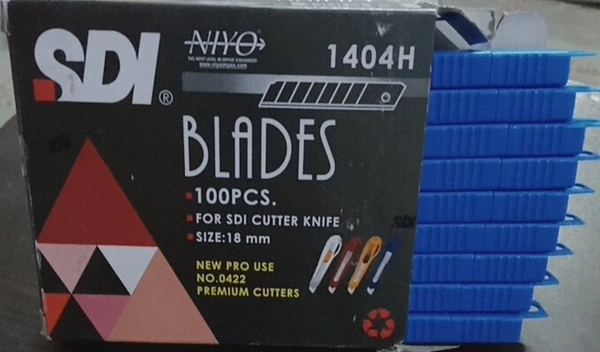 SDI®
NIYO
1404H
BLADES
100PCS.
FOR SDI CUTTER KNIFE
SIZE:18 mm
NEW PRO USE
NO.0422
PREMIUM CUTTERS